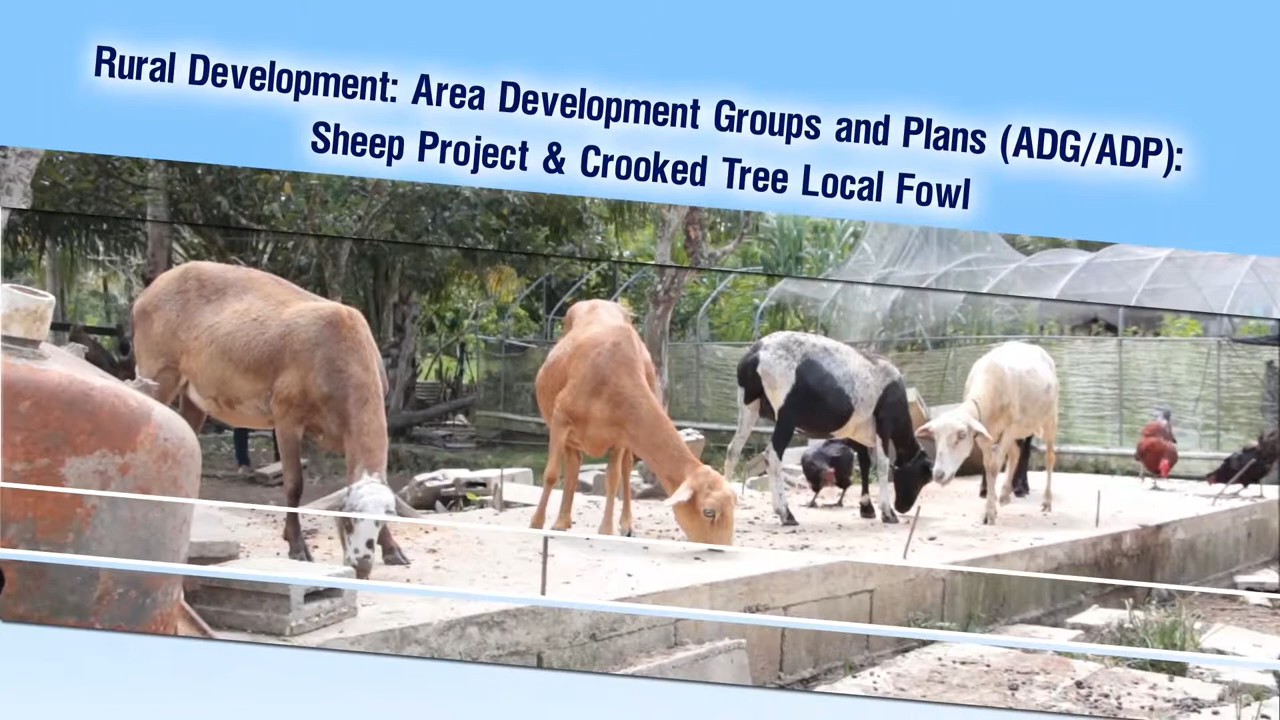 Rural Development: Area Development Groups and Plans (ADG/ADP):
Sheep Project & Crooked Tree Local Fowl